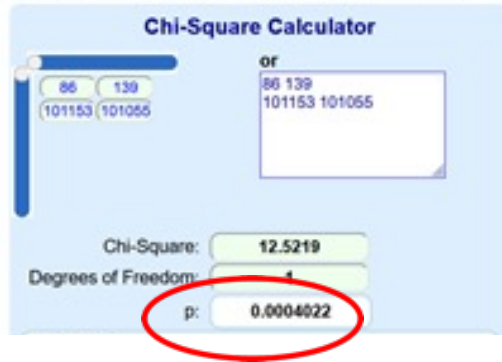 Chi-Square Calculator
or
86 139
101153 101055
86 139
101153 101055
Chi-Square: 12.5219
Degrees of Freedom: 1
p: 0.0004022